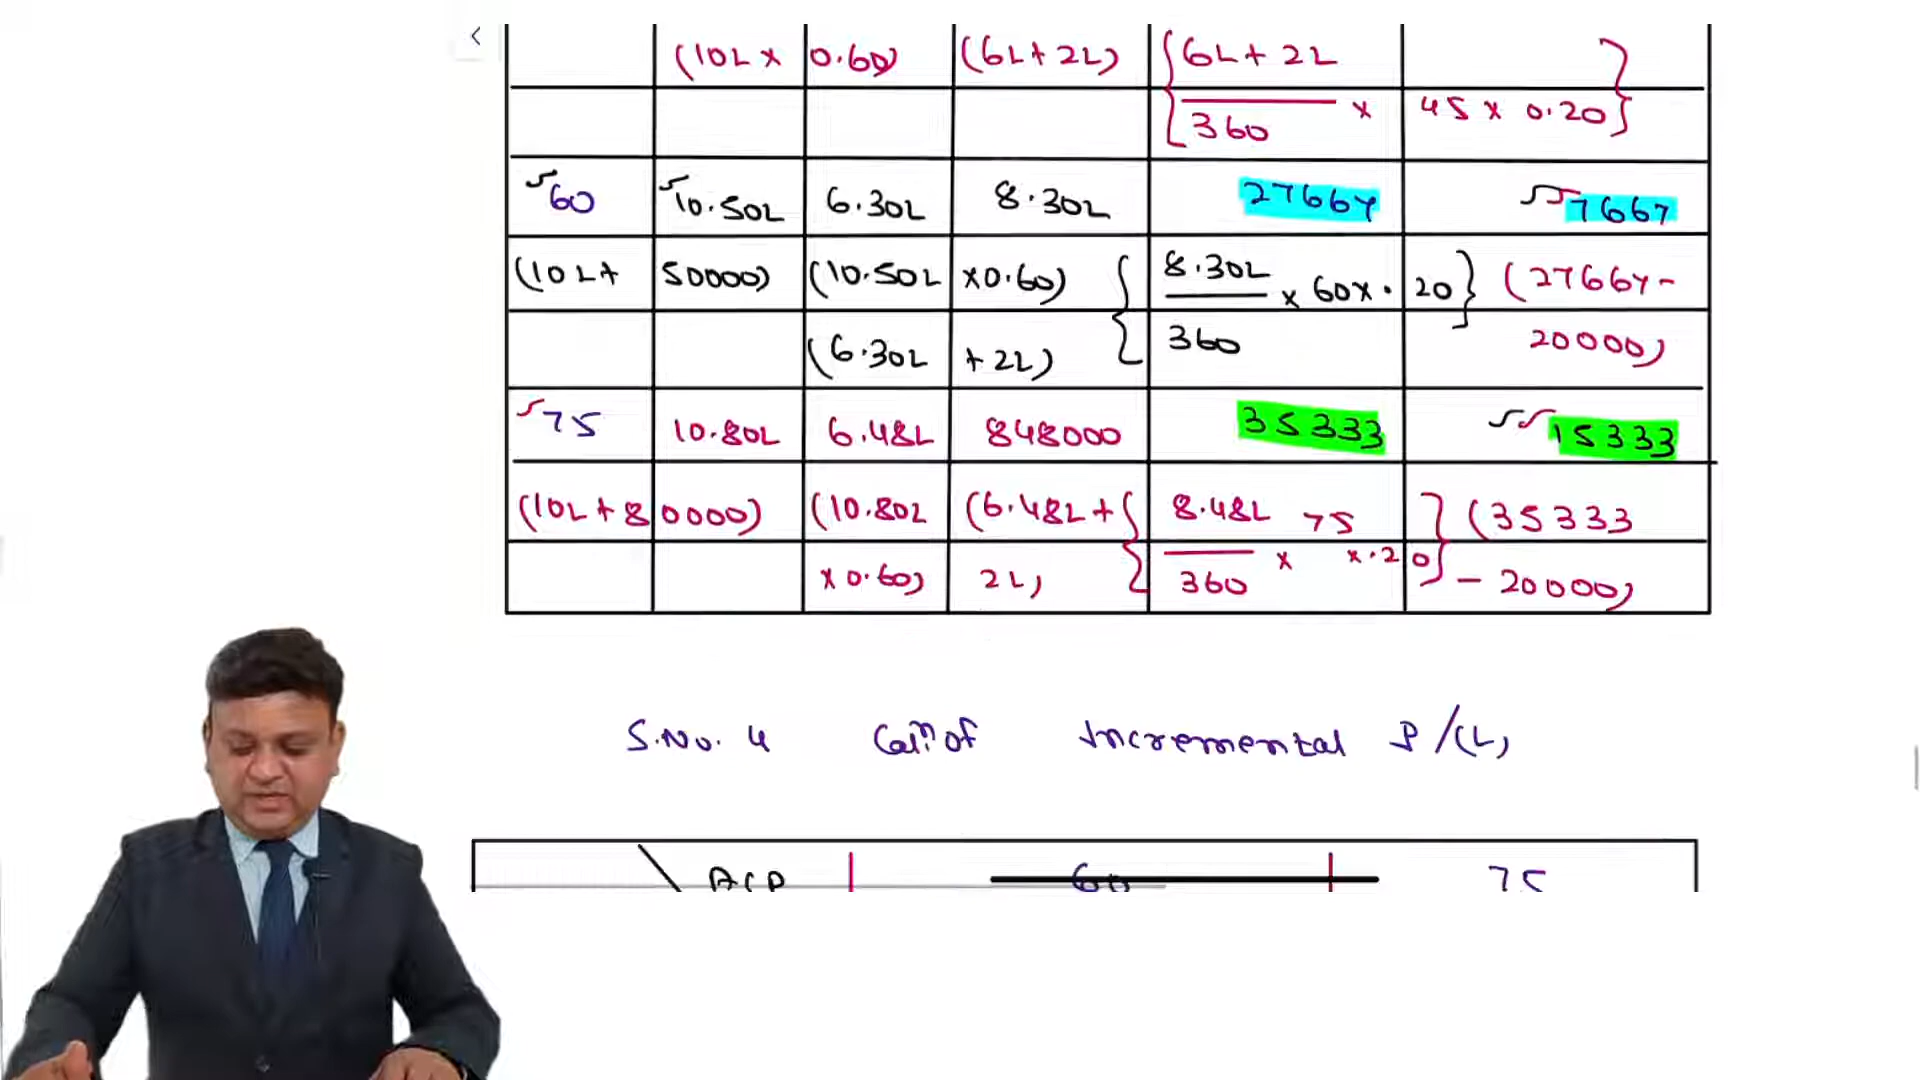 (10L × 0.60) (6L+2L) {6L+2L }
360 × 45 × 0.20
60 10.50L 6.30L 8.30L 27667 7667
(10L+ 50000) (10.50L ×0.60) { 8.30L × 60×.20 } (27667-
(6.30L +2L) 360 20000)
75 10.80L 6.48L 848000 35333 15333
(10L+80000) (10.80L (6.48L+ { 8.48L 75 } (35333
×0.60) 2L) 360 × ×.20 - 20000)
S.No. 4 Caln of Incremental P/(L)
ACP 60 75